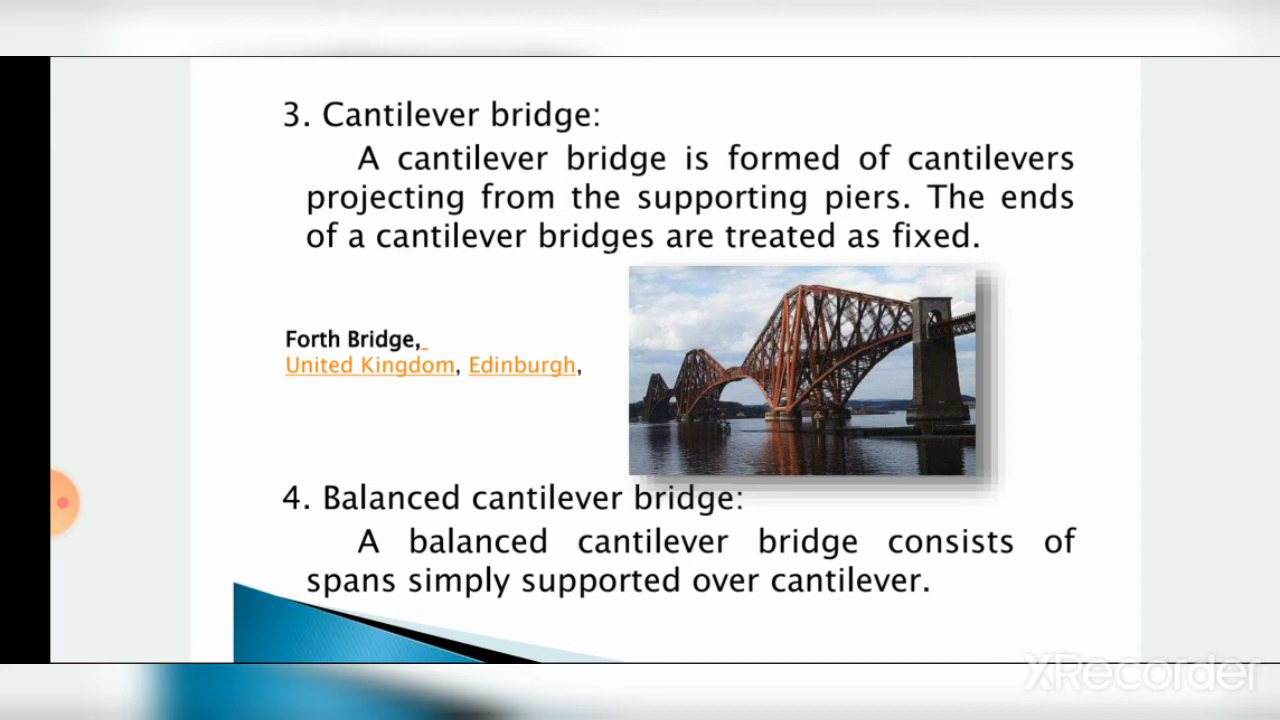 3. Cantilever bridge:
A cantilever bridge is formed of cantilevers
projecting from the supporting piers. The ends
of a cantilever bridges are treated as fixed.
Forth Bridge,
United Kingdom, Edinburgh,
4. Balanced cantilever bridge:
A balanced cantilever bridge consists of
spans simply supported over cantilever.
XRecorder